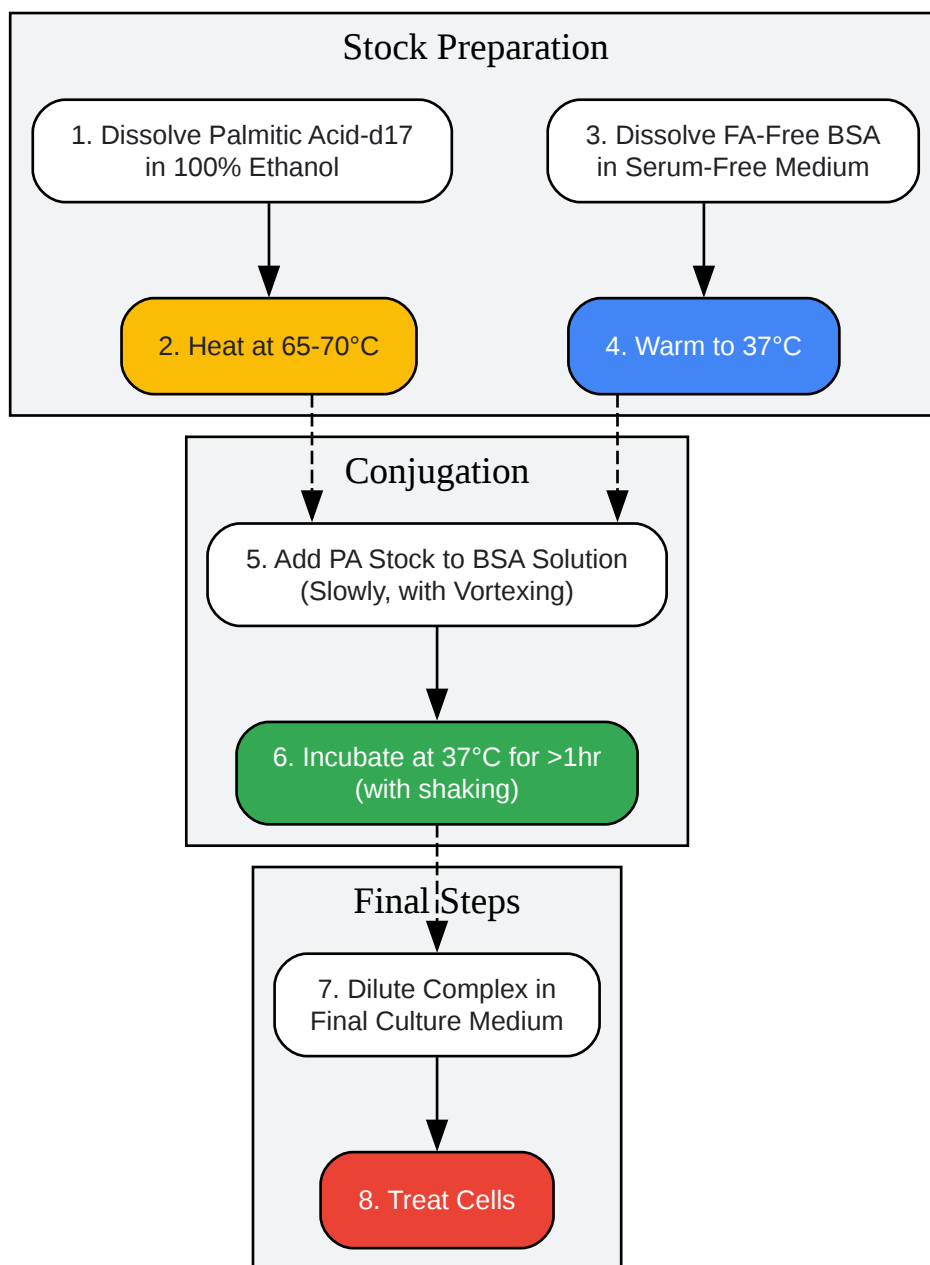 Stock Preparation
1. Dissolve Palmitic Acid-d17
in 100% Ethanol
3. Dissolve FA-Free BSA
in Serum-Free Medium
2. Heat at 65-70°C
4. Warm to 37°C
Conjugation
5. Add PA Stock to BSA Solution
(Slowly, with Vortexing)
6. Incubate at 37°C for >1hr
(with shaking)
Final Steps
7. Dilute Complex in
Final Culture Medium
8. Treat Cells